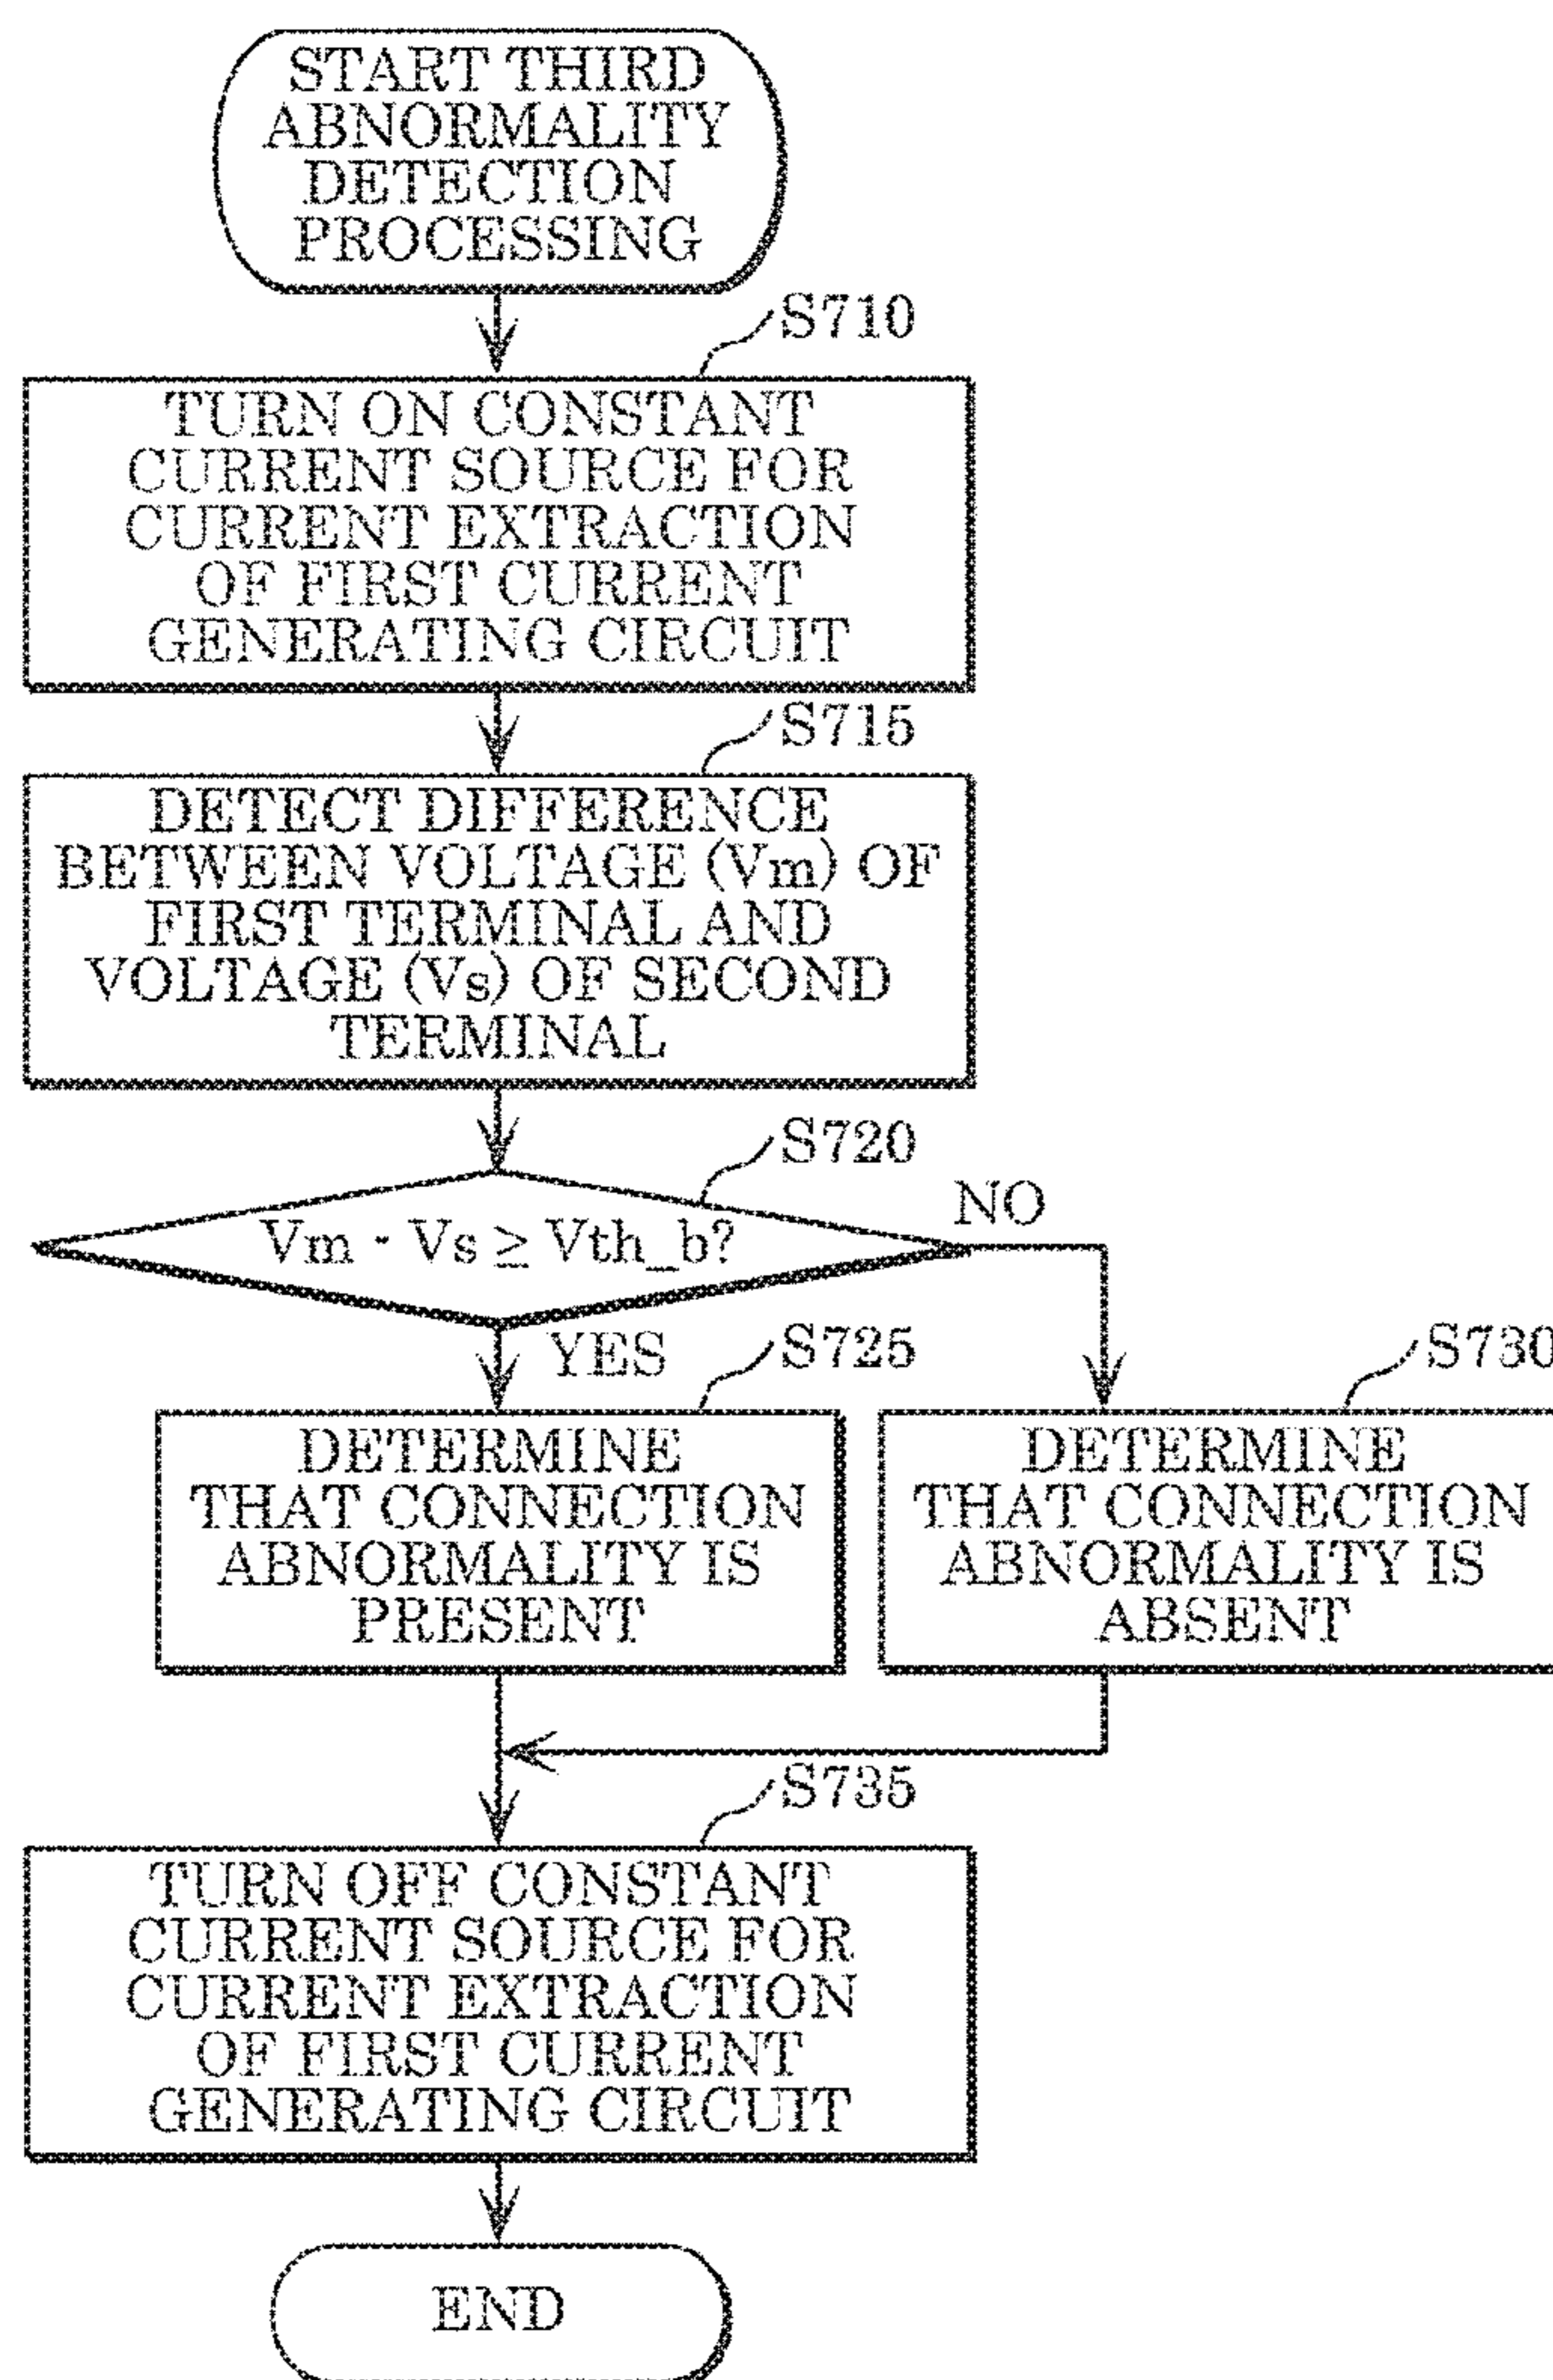 START THIRD
ABNORMALITY
DETECTION
PROCESSING
S710
TURN ON CONSTANT
CURRENT SOURCE FOR
CURRENT EXTRACTION
OF FIRST CURRENT
GENERATING CIRCUIT
S715
DETECT DIFFERENCE
BETWEEN VOLTAGE (Vm) OF
FIRST TERMINAL AND
VOLTAGE (Vs) OF SECOND
TERMINAL
S720
Vm - Vs ≥ Vth_b?
NO
YES
S725
DETERMINE
THAT CONNECTION
ABNORMALITY IS
PRESENT
S730
DETERMINE
THAT CONNECTION
ABNORMALITY IS
ABSENT
S735
TURN OFF CONSTANT
CURRENT SOURCE FOR
CURRENT EXTRACTION
OF FIRST CURRENT
GENERATING CIRCUIT
END